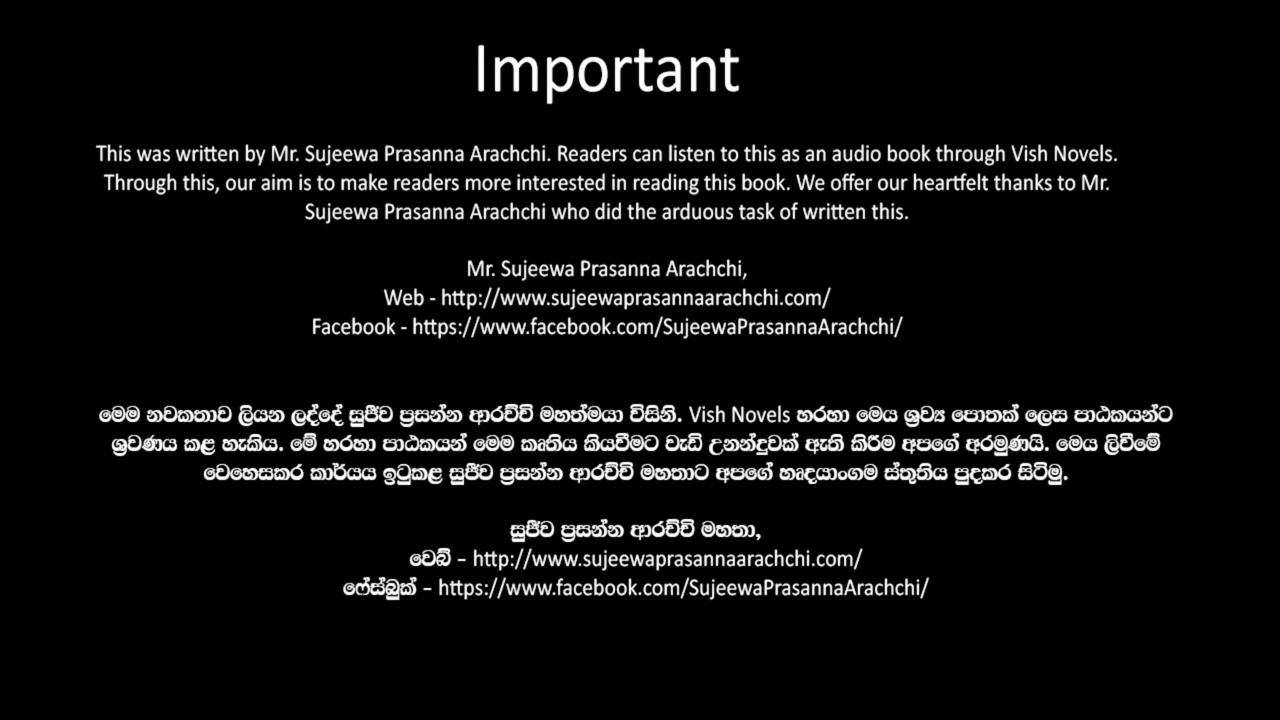 Important
This was written by Mr. Sujeewa Prasanna Arachchi. Readers can listen to this as an audio book through Vish Novels.
Through this, our aim is to make readers more interested in reading this book. We offer our heartfelt thanks to Mr.
Sujeewa Prasanna Arachchi who did the arduous task of written this.
Mr. Sujeewa Prasanna Arachchi,
Web - http://www.sujeewaprasannaarachchi.com/
Facebook - https://www.facebook.com/SujeewaPrasannaArachchi/
මෙම නවකතාව ලියන ලද්දේ සුජීව ප්‍රසන්න ආරච්චි මහත්මයා විසිනි. Vish Novels හරහා මෙය ශ්‍රව්‍ය පොතක් ලෙස පාඨකයන්ට
ශ්‍රවණය කළ හැකිය. මේ හරහා පාඨකයන් මෙම කෘතිය කියවීමට වැඩි උනන්දුවක් ඇති කිරීම අපගේ අරමුණයි. මෙය ලිවීමේ
වෙහෙසකර කාර්යය ඉටුකළ සුජීව ප්‍රසන්න ආරච්චි මහතාට අපගේ හෘදයාංගම ස්තුතිය පුදකර සිටිමු.
සුජීව ප්‍රසන්න ආරච්චි මහතා,
වෙබ් – http://www.sujeewaprasannaarachchi.com/
ෆේස්බුක් – https://www.facebook.com/SujeewaPrasannaArachchi/